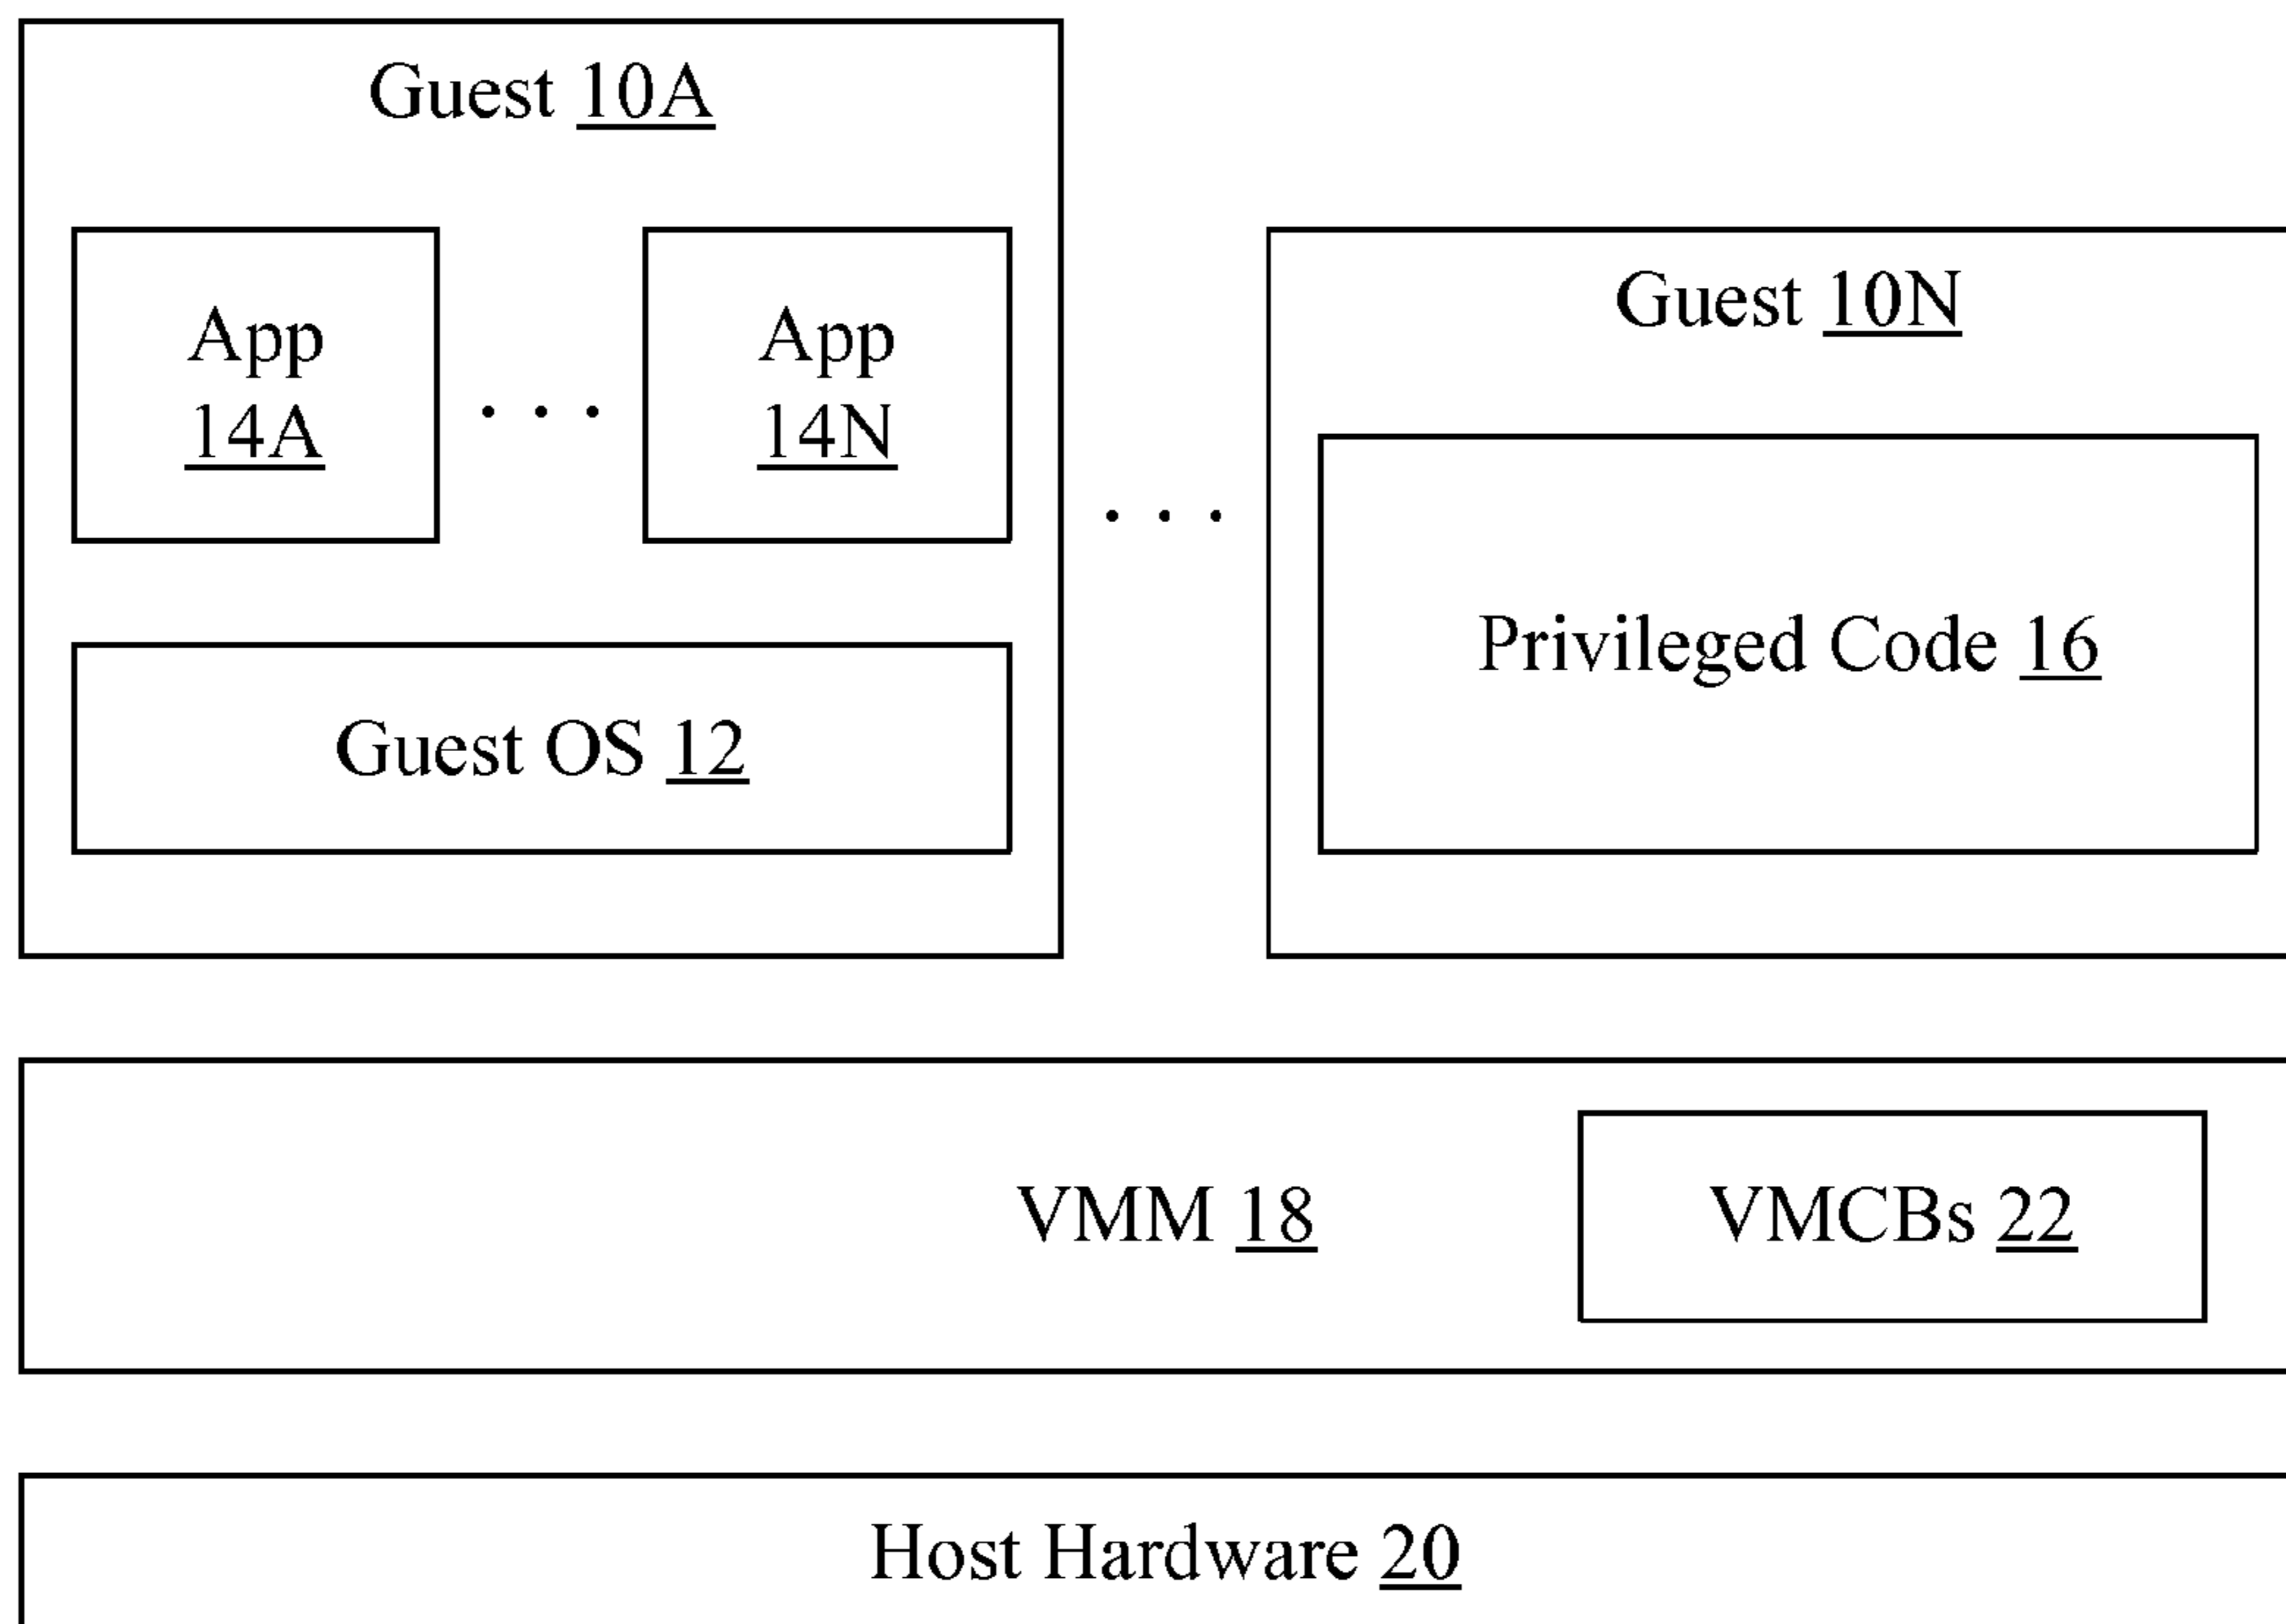 Guest 10A
App
14A
. . .
App
14N
Guest OS 12
. . .
Guest 10N
Privileged Code 16
VMM 18
VMCBs 22
Host Hardware 20